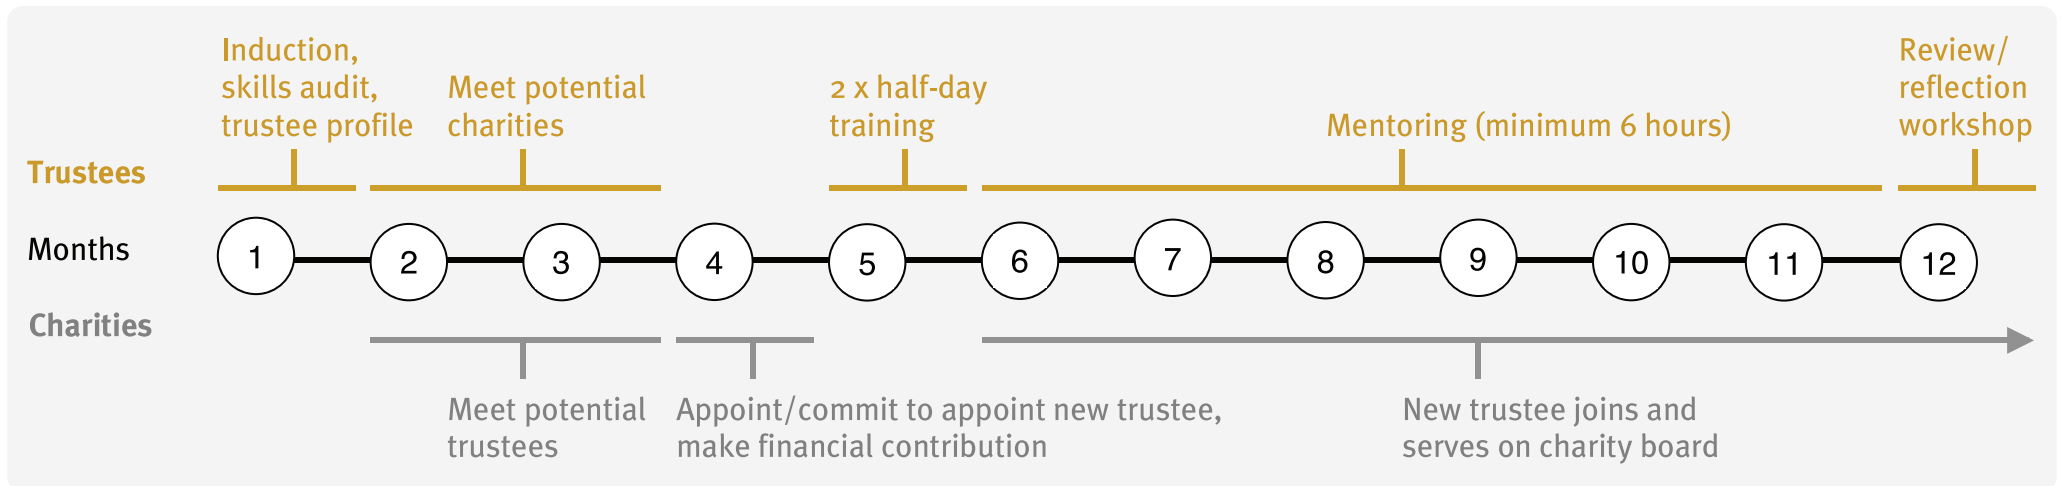 Induction,
skills audit,
trustee profile
Meet potential
charities
2 x half-day
training
Mentoring (minimum 6 hours)
Review/
reflection
workshop
Trustees
Months
1 2 3 4 5 6 7 8 9 10 11 12
Charities
Meet potential
trustees
Appoint/commit to appoint new trustee,
make financial contribution
New trustee joins and
serves on charity board